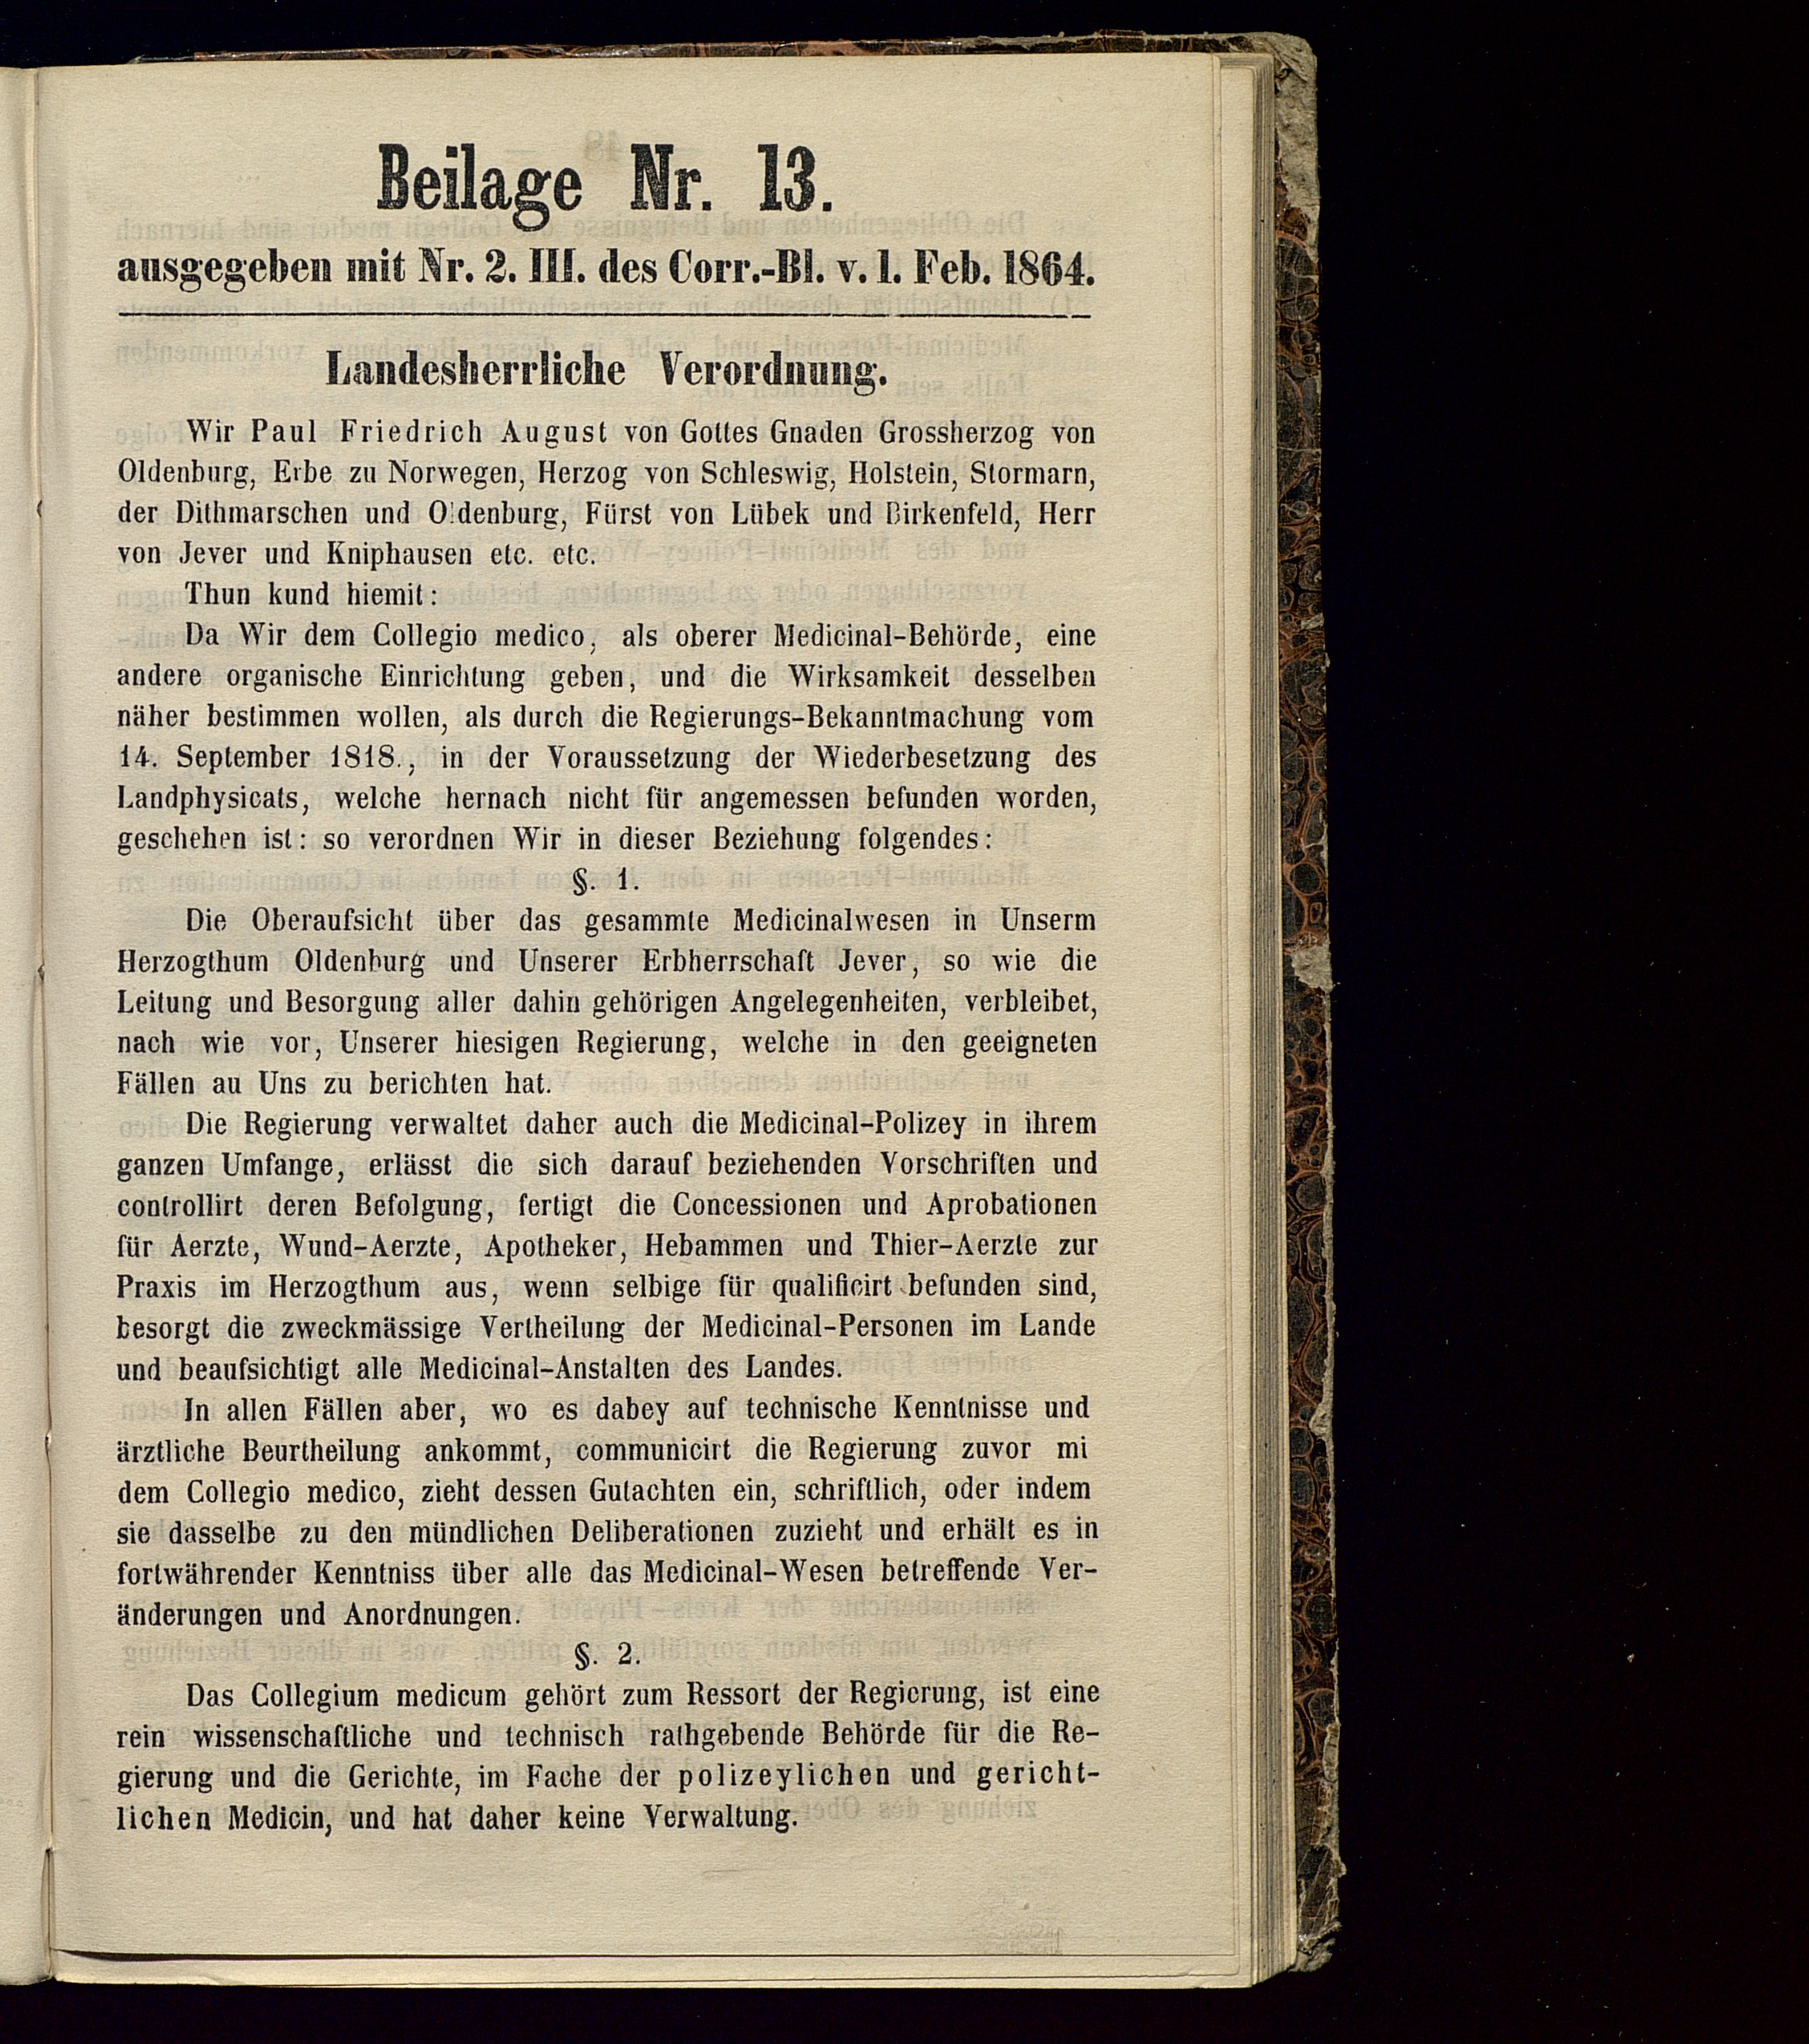 Beilage Nr. 13.
ausgegeben mit Nr. 2. III. des Corr.-Bl. v. 1. Feb. 1864.
Landesherrliche Verordnung.
Wir Paul Friedrich August von Gottes Gnaden Grossherzog von
Oldenburg, Erbe zu Norwegen, Herzog von Schleswig, Holstein, Stormarn,
der Dithmarschen und Oldenburg, Fürst von Lübek und Birkenfeld, Herr
von Jever und Kniphausen etc. etc.
Thun kund hiemit:
Da Wir dem Collegio medico, als oberer Medicinal-Behörde, eine
andere organische Einrichtung geben, und die Wirksamkeit desselben
näher bestimmen wollen, als durch die Regierungs-Bekanntmachung vom
14. September 1818., in der Voraussetzung der Wiederbesetzung des
Landphysicats, welche hernach nicht für angemessen befunden worden,
geschehen ist: so verordnen Wir in dieser Beziehung folgendes:
§. 1.
Die Oberaufsicht über das gesammte Medicinalwesen in Unserm
Herzogthum Oldenburg und Unserer Erbherrschaft Jever, so wie die
Leitung und Besorgung aller dahin gehörigen Angelegenheiten, verbleibet,
nach wie vor, Unserer hiesigen Regierung, welche in den geeigneten
Fällen au Uns zu berichten hat.
Die Regierung verwaltet daher auch die Medicinal-Polizey in ihrem
ganzen Umfange, erlässt die sich darauf beziehenden Vorschriften und
controllirt deren Befolgung, fertigt die Concessionen und Aprobationen
für Aerzte, Wund-Aerzte, Apotheker, Hebammen und Thier-Aerzte zur
Praxis im Herzogthum aus, wenn selbige für qualificirt befunden sind,
besorgt die zweckmässige Vertheilung der Medicinal-Personen im Lande
und beaufsichtigt alle Medicinal-Anstalten des Landes.
In allen Fällen aber, wo es dabey auf technische Kenntnisse und
ärztliche Beurtheilung ankommt, communicirt die Regierung zuvor mi
dem Collegio medico, zieht dessen Gutachten ein, schriftlich, oder indem
sie dasselbe zu den mündlichen Deliberationen zuzieht und erhält es in
fortwährender Kenntniss über alle das Medicinal-Wesen betreffende Ver-
änderungen und Anordnungen.
§. 2.
Das Collegium medicum gehört zum Ressort der Regierung, ist eine
rein wissenschaftliche und technisch rathgebende Behörde für die Re-
gierung und die Gerichte, im Fache der polizeylichen und gericht-
lichen Medicin, und hat daher keine Verwaltung.